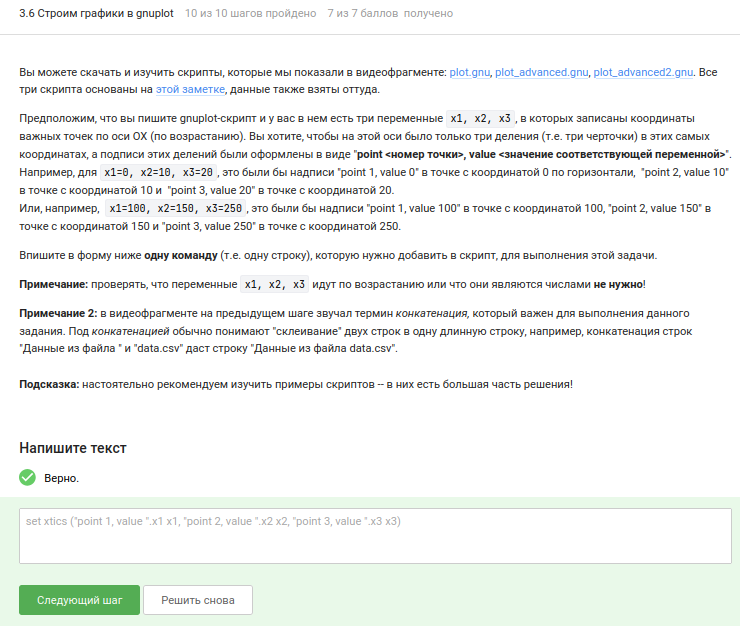 3.6 Строим графики в gnuplot 10 из 10 шагов пройдено 7 из 7 баллов получено
Вы можете скачать и изучить скрипты, которые мы показали в видеофрагменте: plot.gnu, plot_advanced.gnu, plot_advanced2.gnu. Все
три скрипта основаны на этой заметке, данные также взяты оттуда.
Предположим, что вы пишите gnuplot-скрипт и у вас в нем есть три переменные x1, x2, x3, в которых записаны координаты
важных точек по оси OX (по возрастанию). Вы хотите, чтобы на этой оси было только три деления (т.е. три черточки) в этих самых
координатах, а подписи этих делений были оформлены в виде "point <номер точки>, value <значение соответствующей переменной>".
Например, для x1=0, x2=10, x3=20, это были бы надписи "point 1, value 0" в точке с координатой 0 по горизонтали, "point 2, value 10"
в точке с координатой 10 и "point 3, value 20" в точке с координатой 20.
Или, например, x1=100, x2=150, x3=250, это были бы надписи "point 1, value 100" в точке с координатой 100, "point 2, value 150" в
точке с координатой 150 и "point 3, value 250" в точке с координатой 250.
Впишите в форму ниже одну команду (т.е. одну строку), которую нужно добавить в скрипт, для выполнения этой задачи.
Примечание: проверять, что переменные x1, x2, x3 идут по возрастанию или что они являются числами не нужно!
Примечание 2: в видеофрагменте на предыдущем шаге звучал термин конкатенация, который важен для выполнения данного
задания. Под конкатенацией обычно понимают "склеивание" двух строк в одну длинную строку, например, конкатенация строк
"Данные из файла " и "data.csv" даст строку "Данные из файла data.csv".
Подсказка: настоятельно рекомендуем изучить примеры скриптов -- в них есть большая часть решения!
Напишите текст
Верно.
set xtics ("point 1, value ".x1 x1, "point 2, value ".x2 x2, "point 3, value ".x3 x3)
Следующий шаг Решить снова